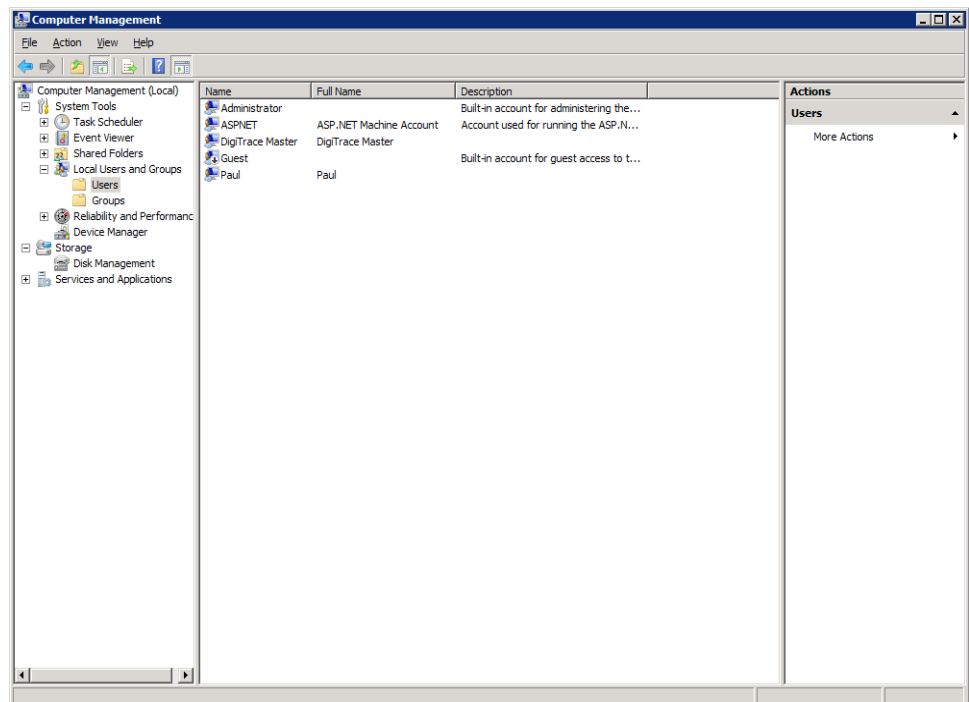 Computer Management
File Action View Help
Computer Management (Local)
System Tools
Task Scheduler
Event Viewer
Shared Folders
Local Users and Groups
Users
Groups
Reliability and Performanc
Device Manager
Storage
Disk Management
Services and Applications
Name Full Name Description
Administrator Built-in account for administering the...
ASPNET ASP.NET Machine Account Account used for running the ASP.N...
DigiTrace Master DigiTrace Master
Guest Built-in account for guest access to t...
Paul Paul
Actions
Users
More Actions